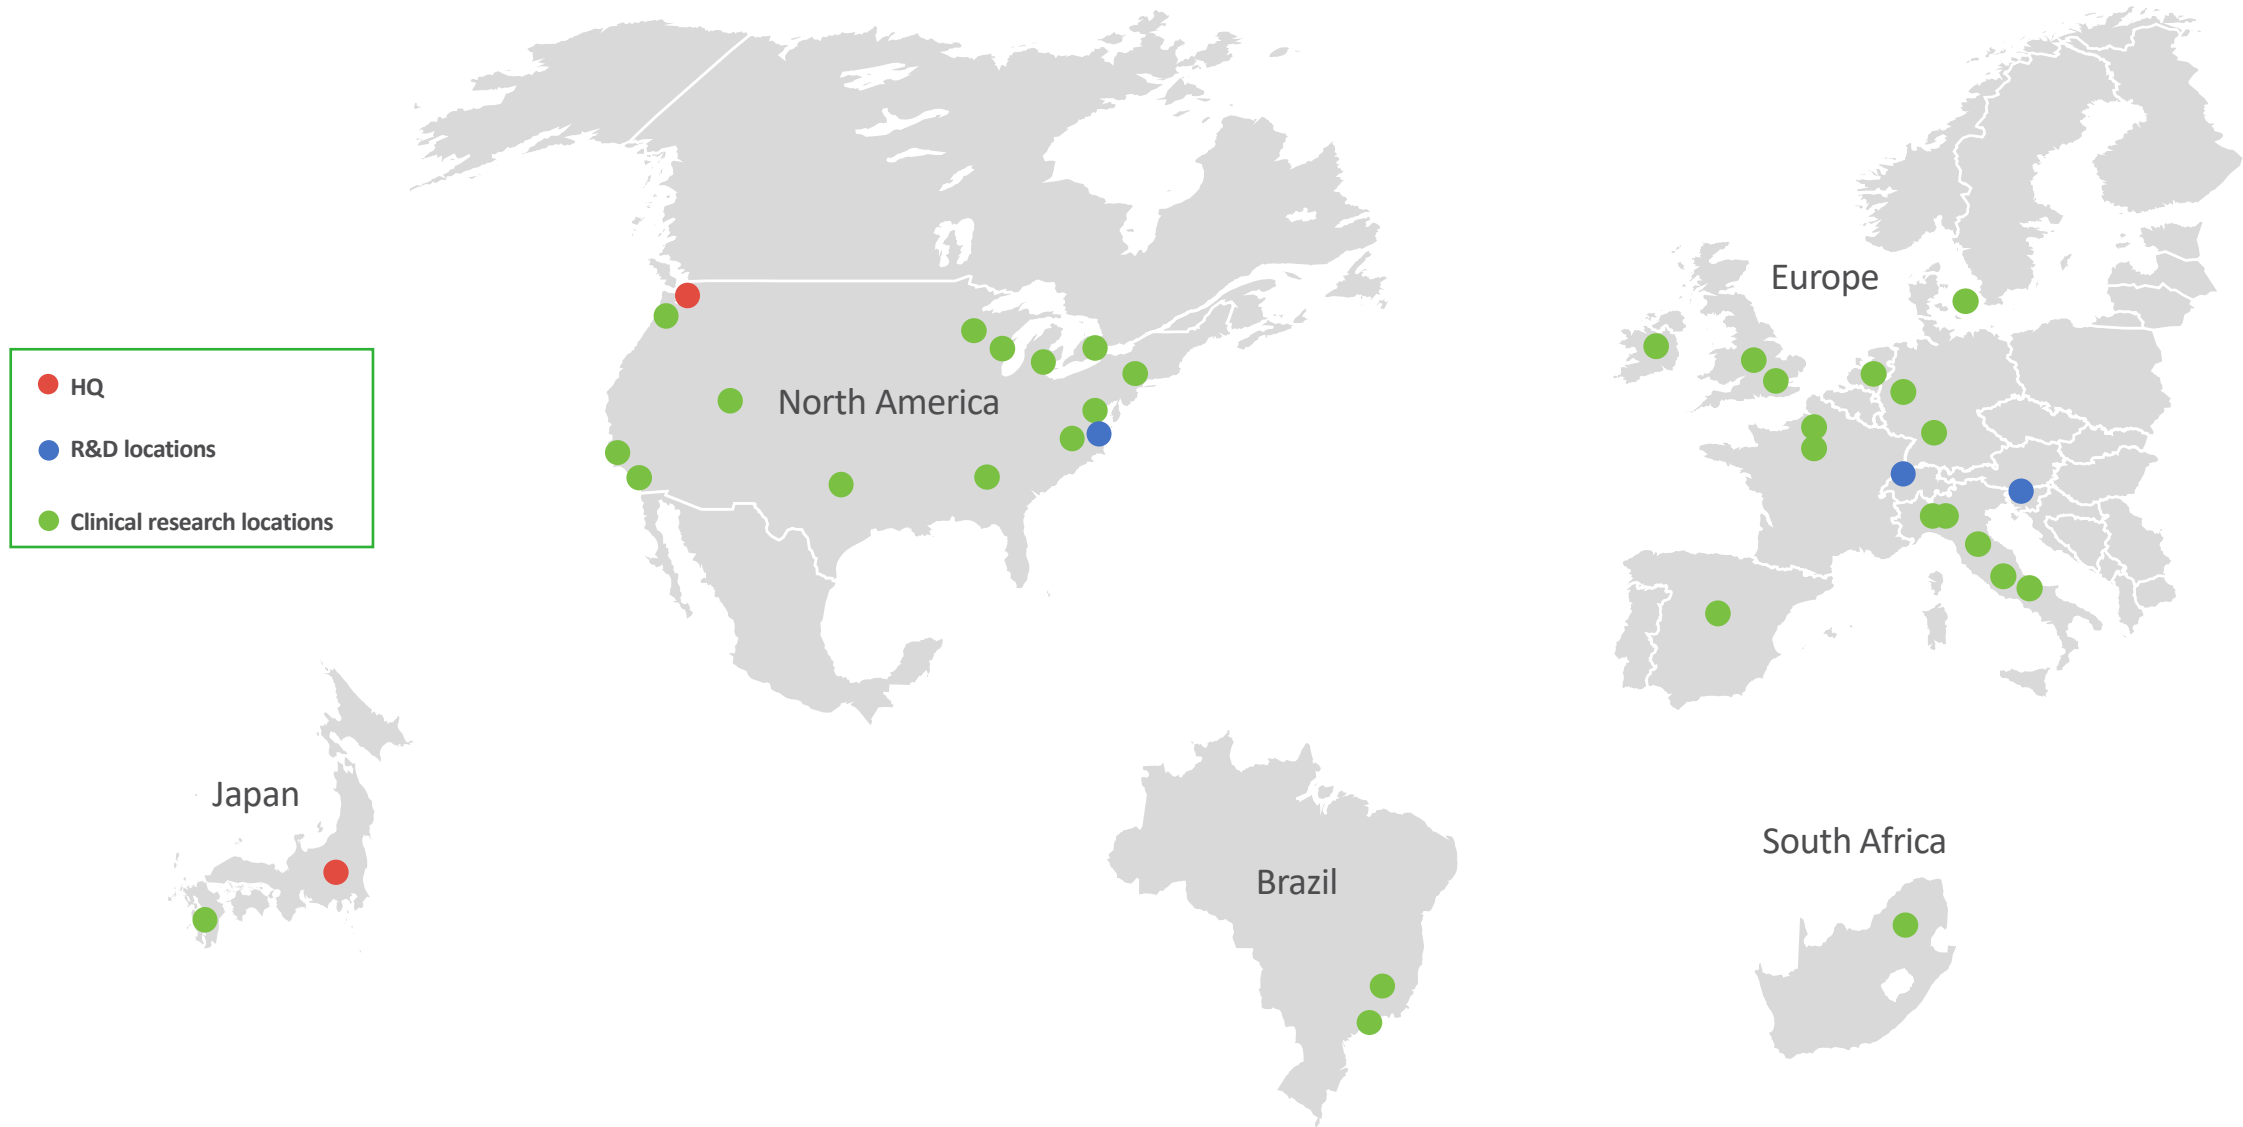 Europe
HQ
North America
R&D locations
Clinical research locations
Japan
South Africa
Brazil